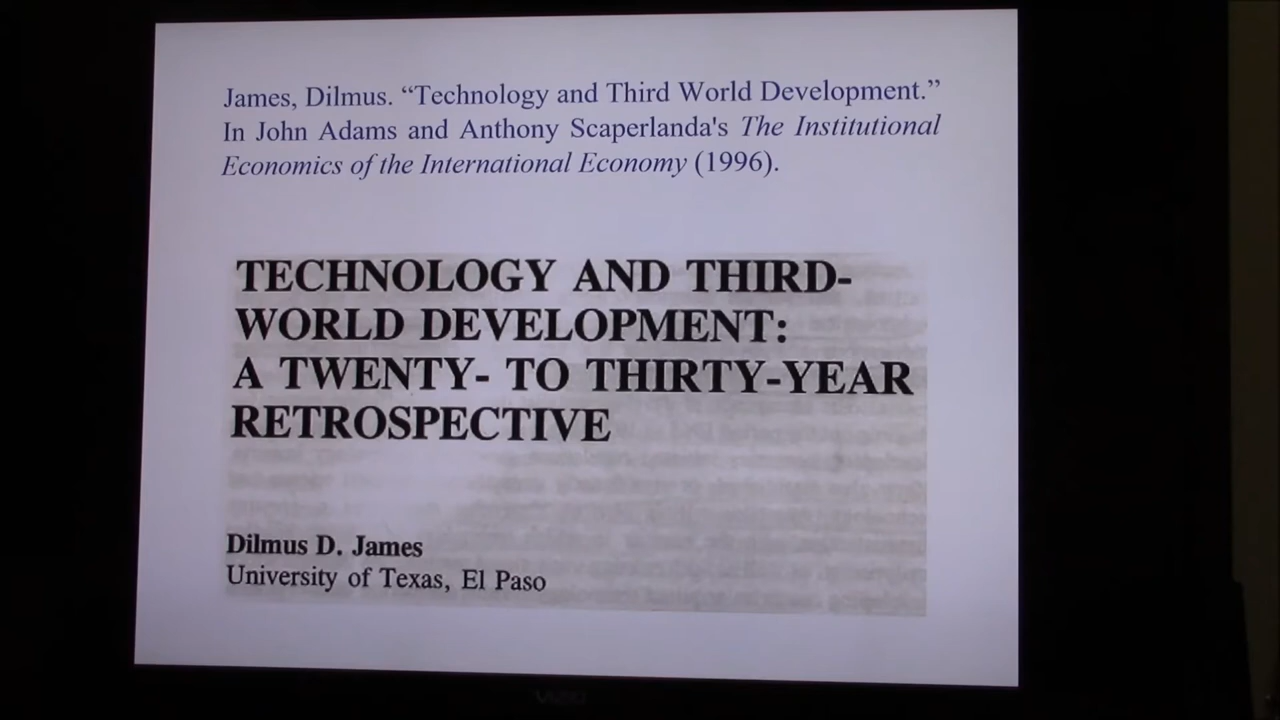 James, Dilmus. “Technology and Third World Development.”
In John Adams and Anthony Scaperlanda's The Institutional
Economics of the International Economy (1996).
TECHNOLOGY AND THIRD-
WORLD DEVELOPMENT:
A TWENTY- TO THIRTY-YEAR
RETROSPECTIVE
Dilmus D. James
University of Texas, El Paso
VIZIO